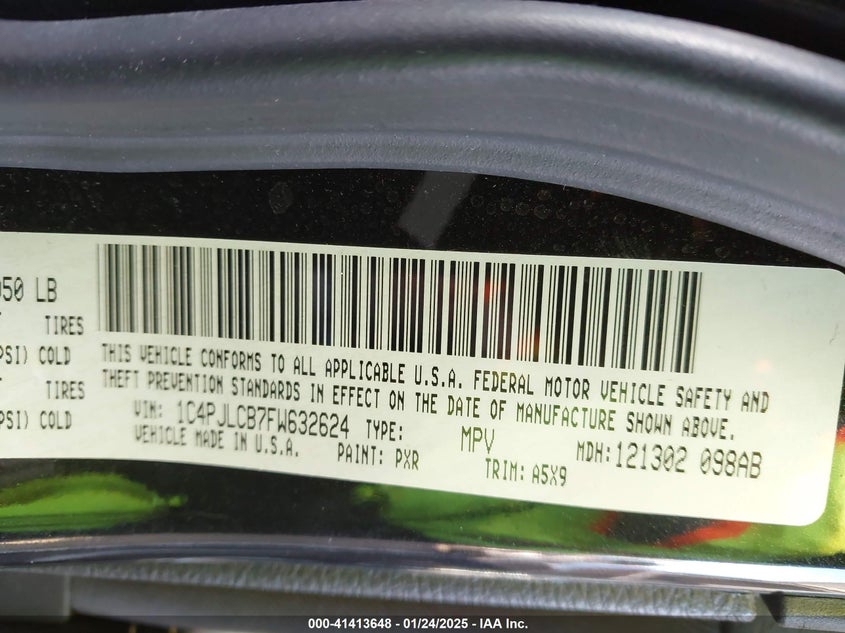 50 LB
TIRES
PSI) COLD
TIRES
PSI) COLD
THIS VEHICLE CONFORMS TO ALL APPLICABLE U.S.A. FEDERAL MOTOR VEHICLE SAFETY AND
THEFT PREVENTION STANDARDS IN EFFECT ON THE DATE OF MANUFACTURE SHOWN ABOVE.
VIN: 1C4PJLCB7FW632624 TYPE: MPV MDH: 121302 098AB
VEHICLE MADE IN U.S.A. PAINT: PXR TRIM: A5X9
000-41413648 - 01/24/2025 - IAA Inc.